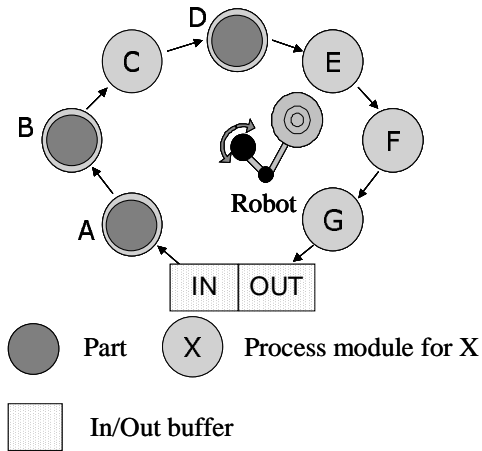 D
C
E
B
F
Robot
A
G
IN OUT
Part
X
Process module for X
In/Out buffer